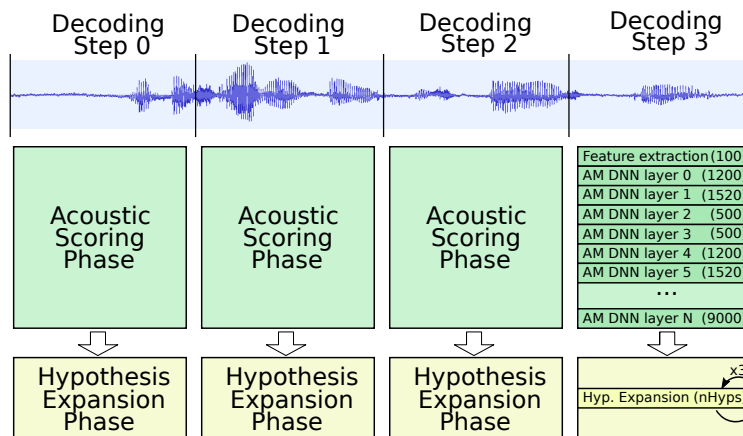 Decoding
Step 0
Decoding
Step 1
Decoding
Step 2
Decoding
Step 3
Acoustic
Scoring
Phase
Acoustic
Scoring
Phase
Acoustic
Scoring
Phase
Feature extraction (100
AM DNN layer 0 (1200
AM DNN layer 1 (1520
AM DNN layer 2 (500
AM DNN layer 3 (500
AM DNN layer 4 (1200
AM DNN layer 5 (1520
...
AM DNN layer N (9000
Hypothesis
Expansion
Phase
Hypothesis
Expansion
Phase
Hypothesis
Expansion
Phase
x3
Hyp. Expansion (nHyps